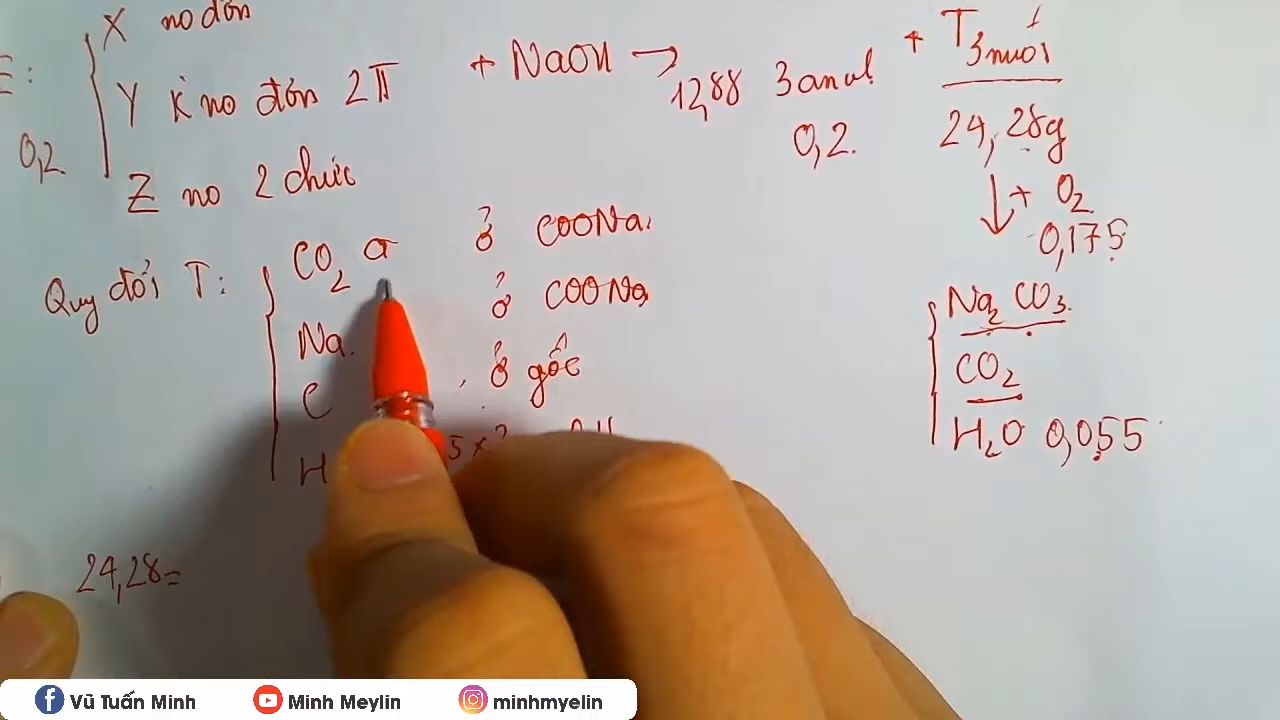 E: X no đơn
Y k no đơn 2π + NaOH → 12,88 3 ancol + T 3 muối
0,2 Z no 2 chức
0,2
24,28g
+ O2
0,175
Quy đổi T: CO2 a ở COONa
Na ở COONa
C ở gốc
H
Na2CO3
CO2
H2O 0,055
24,28=
Vũ Tuấn Minh
Minh Meylin
minhmyelin